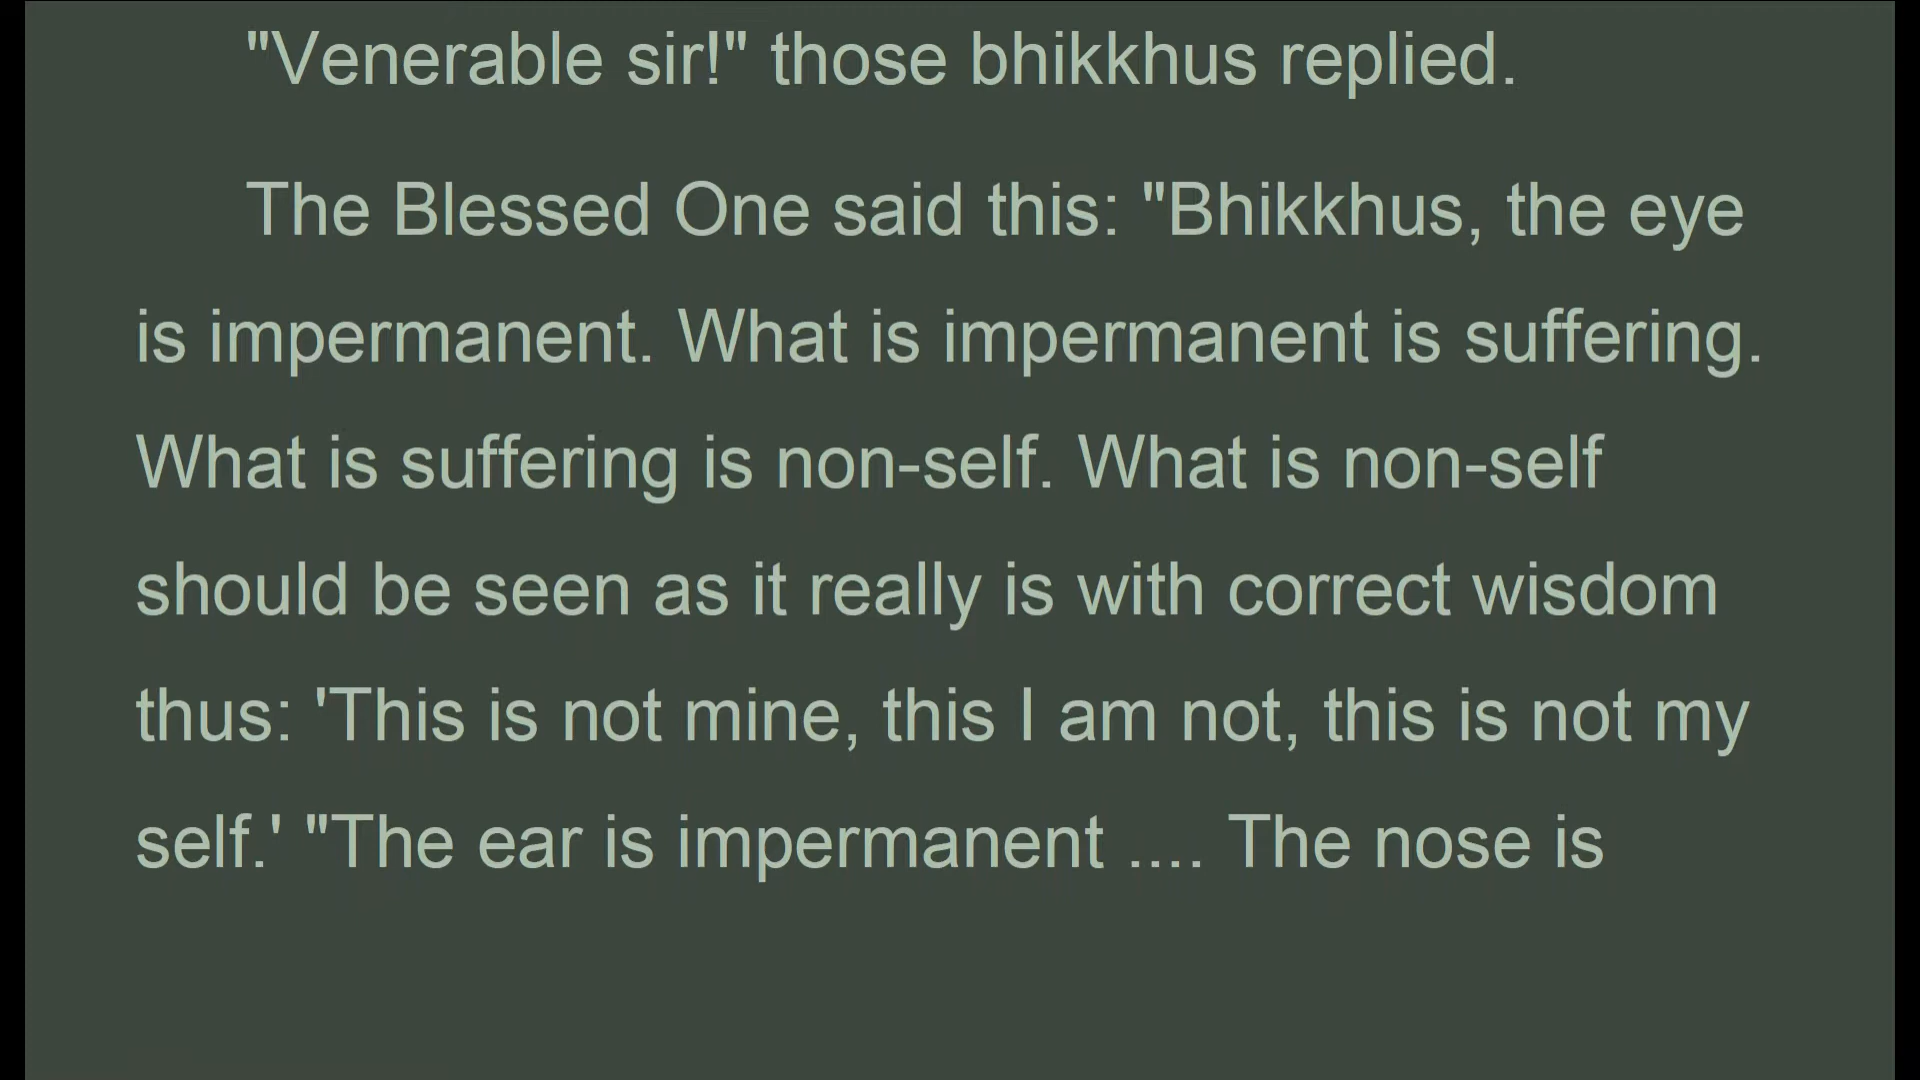 "Venerable sir!" those bhikkhus replied.
The Blessed One said this: "Bhikkhus, the eye
is impermanent. What is impermanent is suffering.
What is suffering is non-self. What is non-self
should be seen as it really is with correct wisdom
thus: 'This is not mine, this I am not, this is not my
self.' "The ear is impermanent .... The nose is